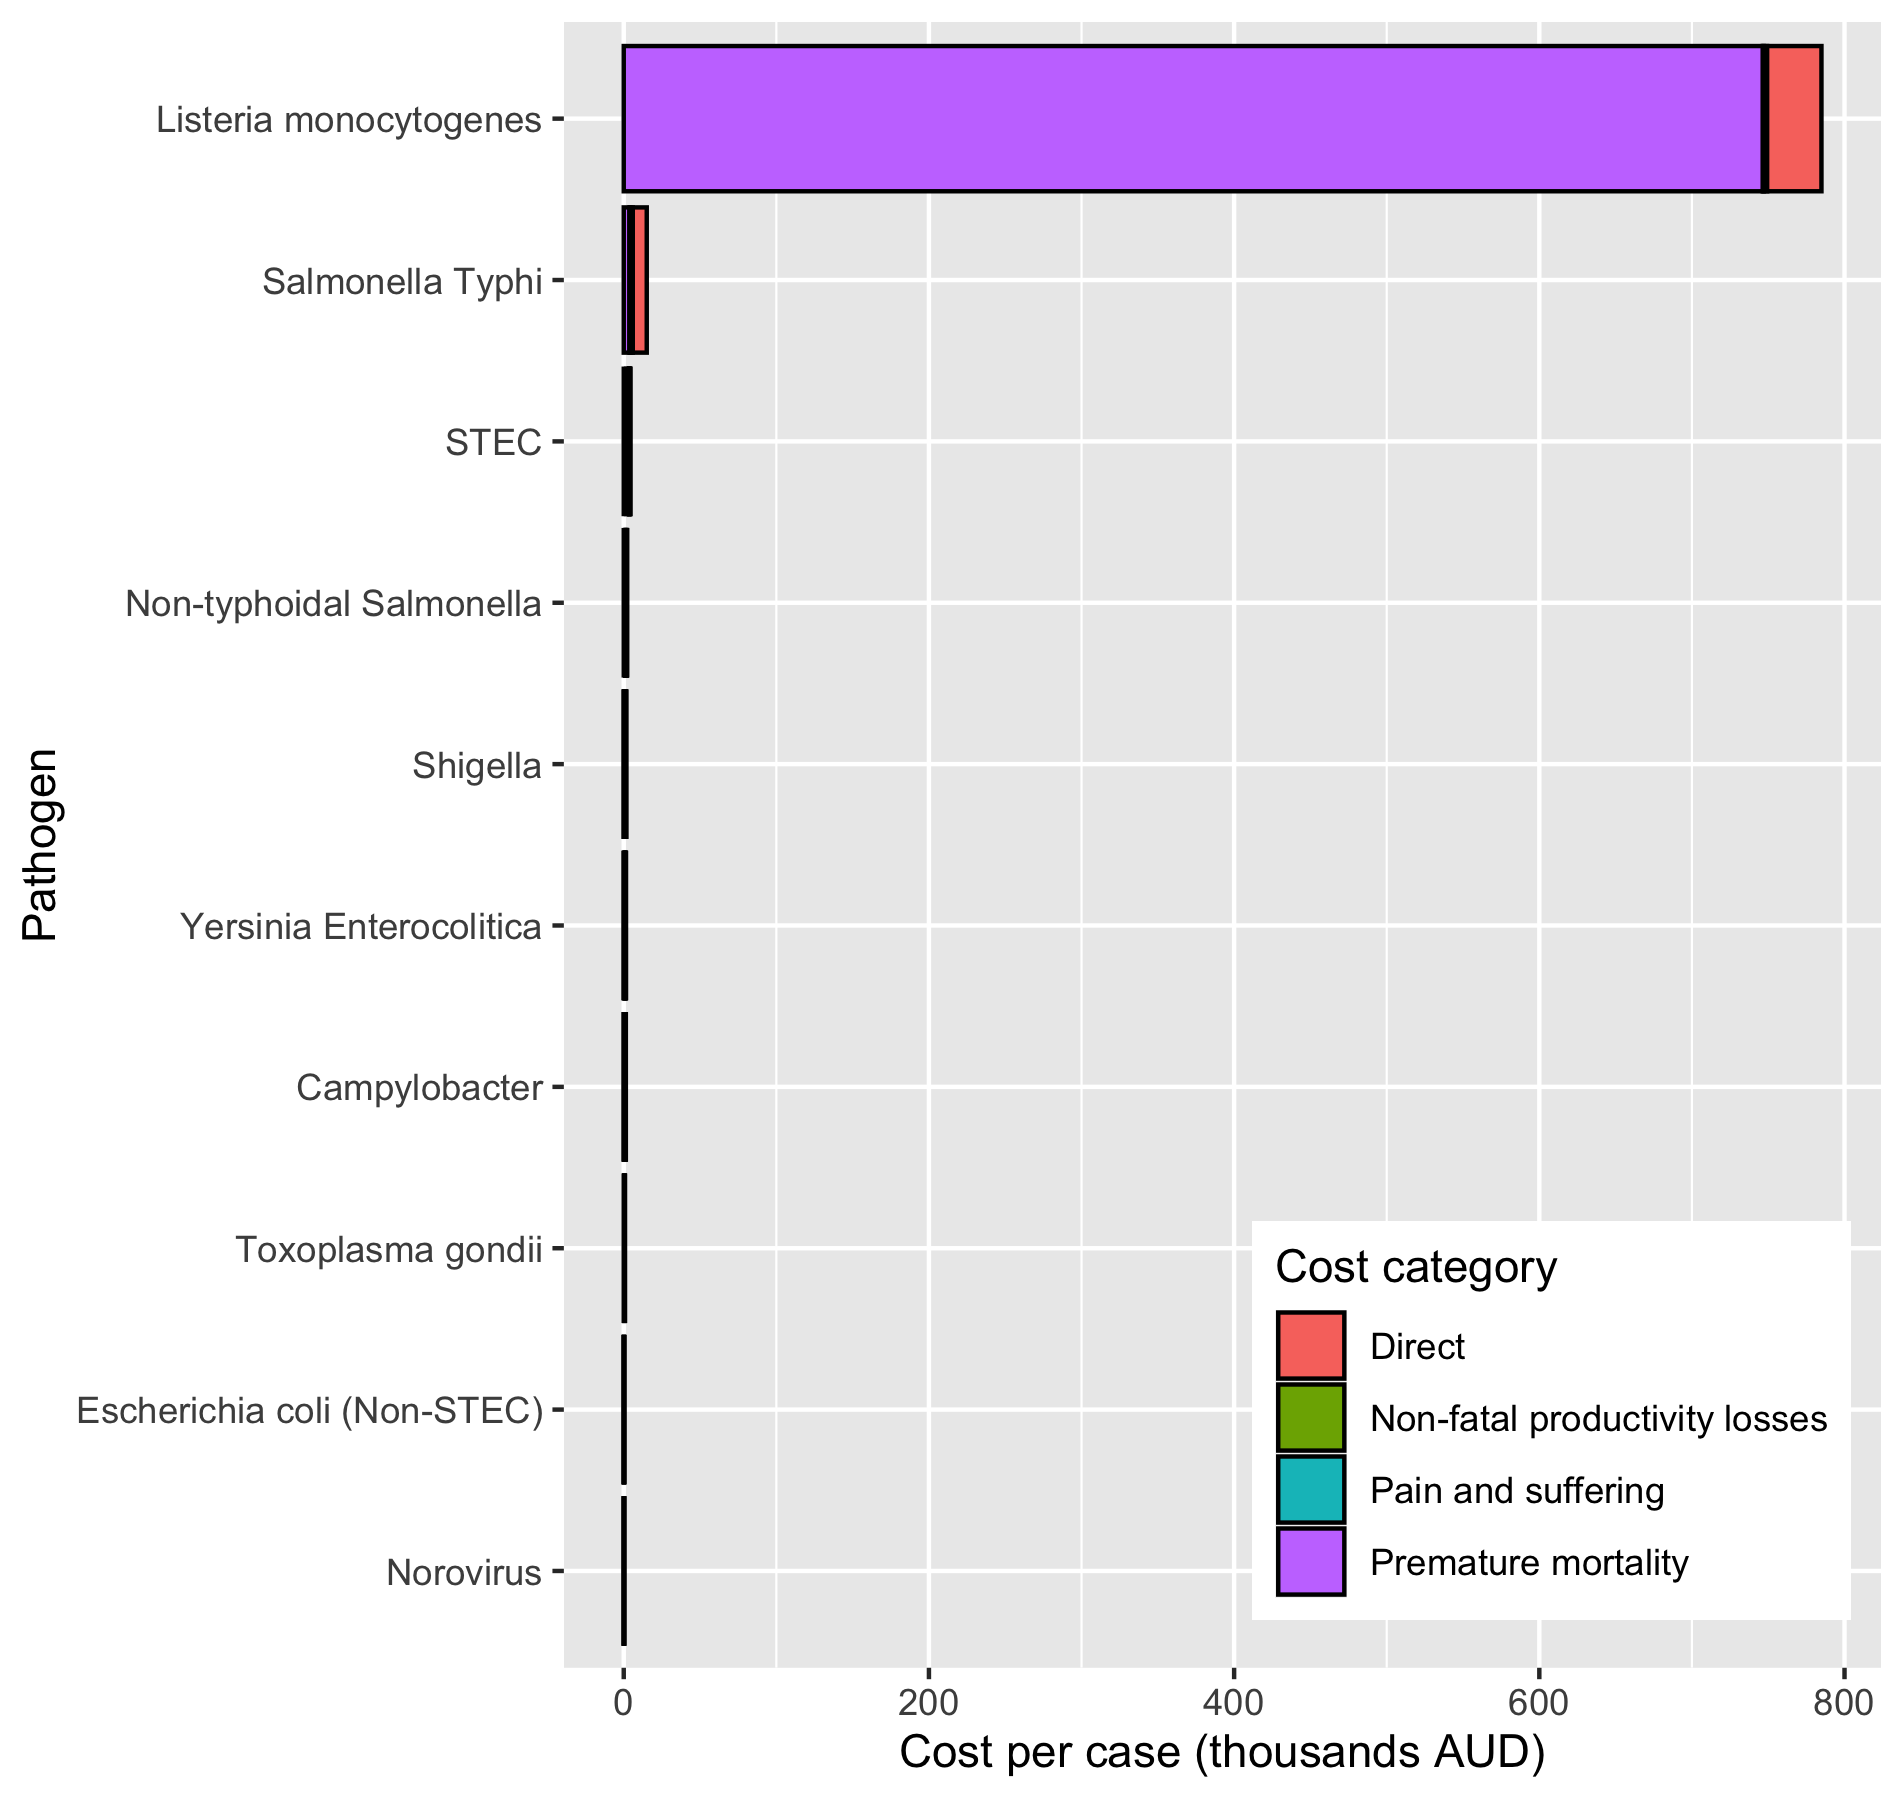 Listeria monocytogenes
Salmonella Typhi
STEC
Non-typhoidal Salmonella
Shigella
Yersinia Enterocolitica
Campylobacter
Toxoplasma gondii
Escherichia coli (Non-STEC)
Norovirus
Pathogen
Cost category
Direct
Non-fatal productivity losses
Pain and suffering
Premature mortality
0 200 400 600 800
Cost per case (thousands AUD)